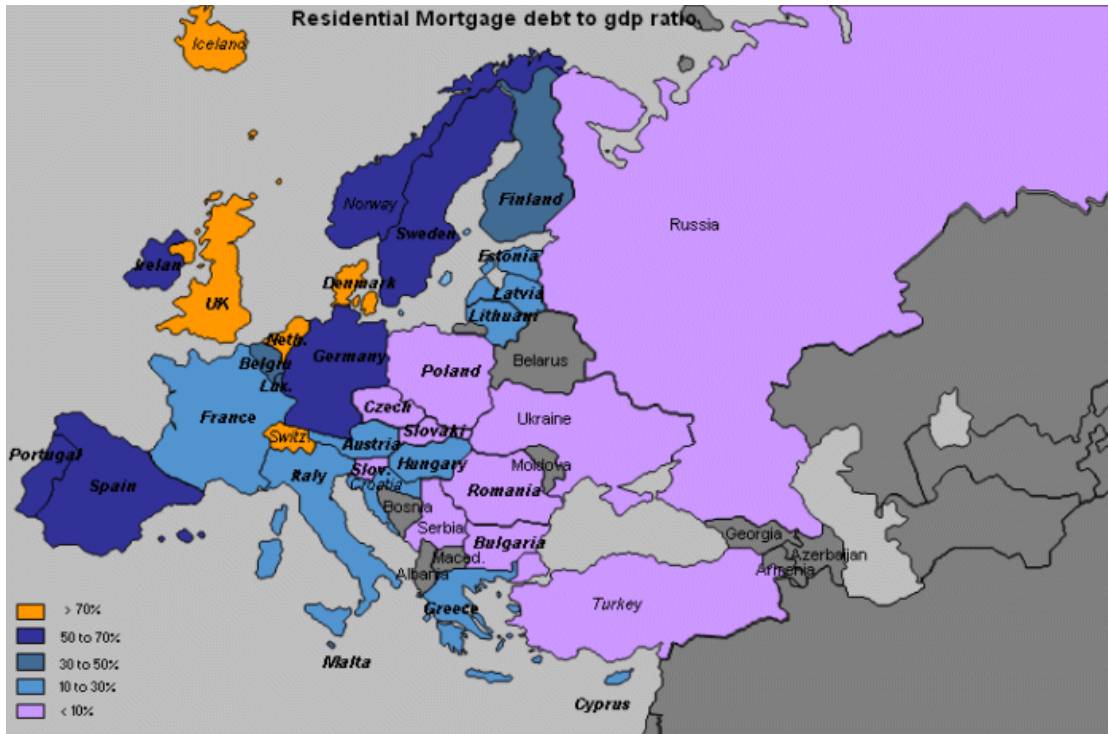 Residential Mortgage debt to gdp ratio
Iceland
Norway
Sweden
Finland
Russia
Irelan
UK
Denmark
Estonia
Latvia
Lithuani
Neth.
Belgiu
Lux.
Germany
Poland
Belarus
Czech
Slovaki
Ukraine
France
Switz.
Austria
Hungary
Moldova
Portugal
Spain
Italy
Slov.
Croatia
Romania
Bosnia
Serbia
Bulgaria
Georgia
Azerbaijan
Armenia
Maced.
Albania
Greece
Turkey
Malta
Cyprus
> 70%
50 to 70%
30 to 50%
10 to 30%
< 10%